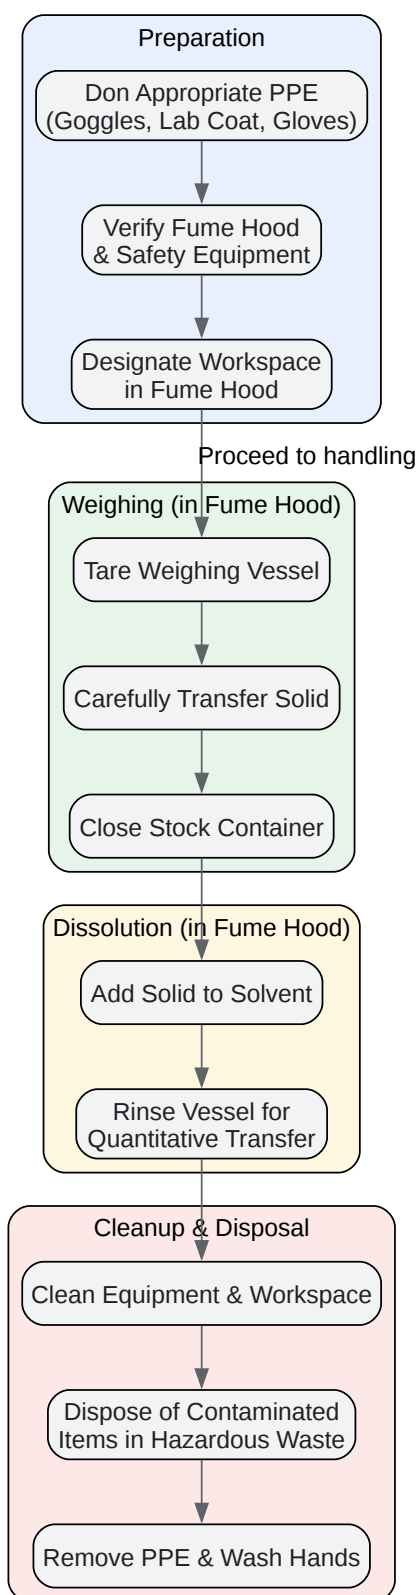 Preparation
Don Appropriate PPE
(Goggles, Lab Coat, Gloves)
Verify Fume Hood
& Safety Equipment
Designate Workspace
in Fume Hood
Proceed to handling
Weighing (in Fume Hood)
Tare Weighing Vessel
Carefully Transfer Solid
Close Stock Container
Dissolution (in Fume Hood)
Add Solid to Solvent
Rinse Vessel for
Quantitative Transfer
Cleanup & Disposal
Clean Equipment & Workspace
Dispose of Contaminated
Items in Hazardous Waste
Remove PPE & Wash Hands